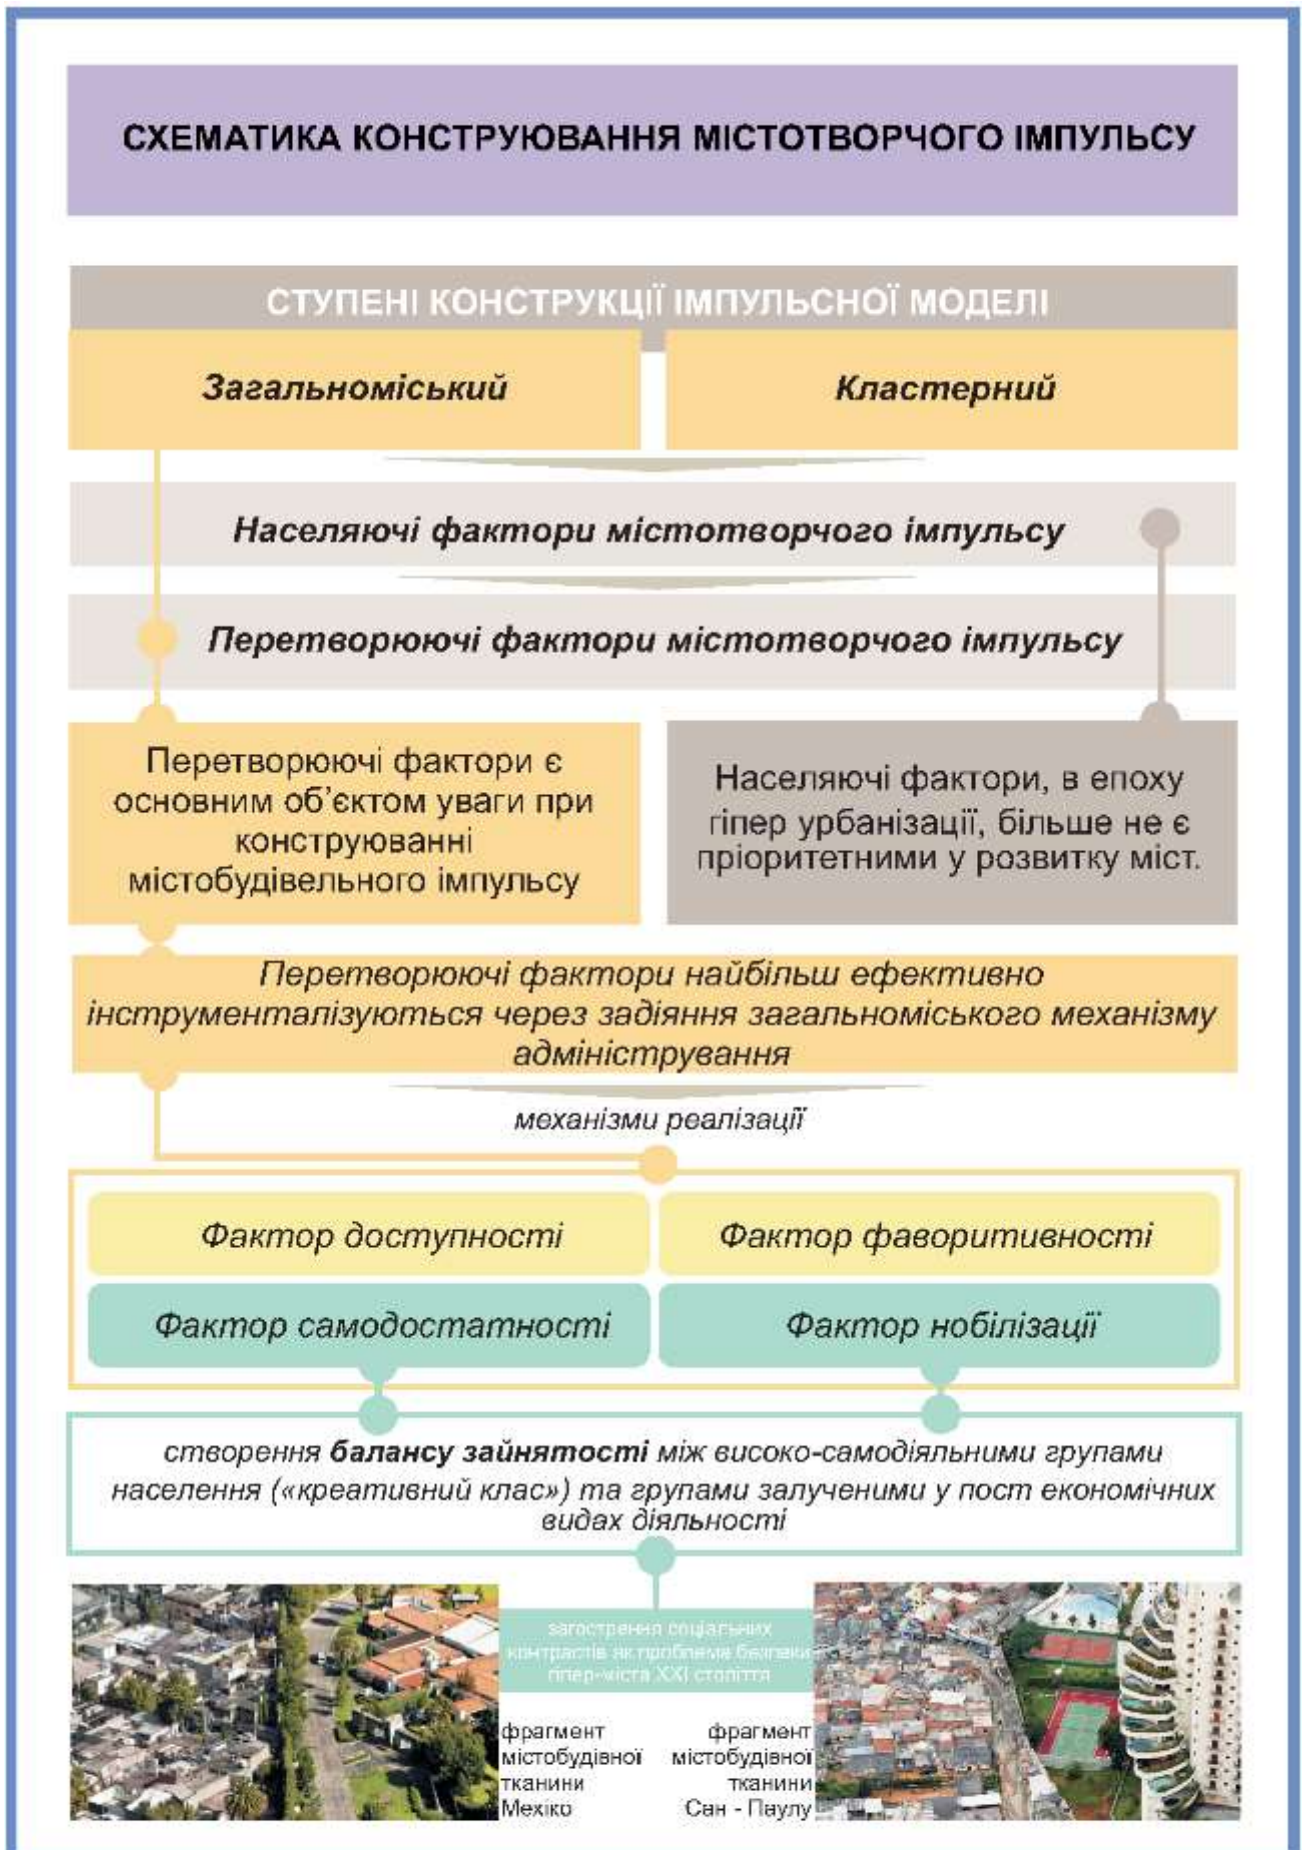 СХЕМАТИКА КОНСТРУЮВАННЯ МІСТОТВОРЧОГО ІМПУЛЬСУ
СТУПЕНІ КОНСТРУКЦІЇ ІМПУЛЬСНОЇ МОДЕЛІ
Загальноміський
Кластерний
Населяючі фактори містотворчого імпульсу
Перетворюючі фактори містотворчого імпульсу
Перетворюючі фактори є
основним об’єктом уваги при
конструюванні
містобудівельного імпульсу
Населяючі фактори, в епоху
гіпер урбанізації, більше не є
пріоритетними у розвитку міст.
Перетворюючі фактори найбільш ефективно
інструменталізуються через задіяння загальноміського механізму
адміністрування
механізми реалізації
Фактор доступності
Фактор фаворитивності
Фактор самодостатності
Фактор нобілізації
створення балансу зайнятості між високо-самодіяльними групами
населення («креативний клас») та групами залученими у пост економічних
видах діяльності
загострення соціальних
контрастів як проблема безпеки
гіпер-міста XXI століття
фрагмент
містобудівної
тканини
Мехіко
фрагмент
містобудівної
тканини
Сан - Паулу